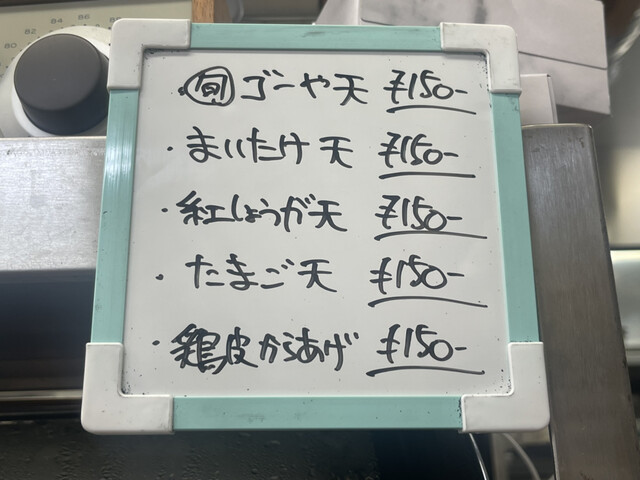 ・旬ゴーや天 ¥150-
・まいたけ天 ¥150-
・紅しょうが天 ¥150-
・たまご天 ¥150-
・鶏皮からあげ ¥150-